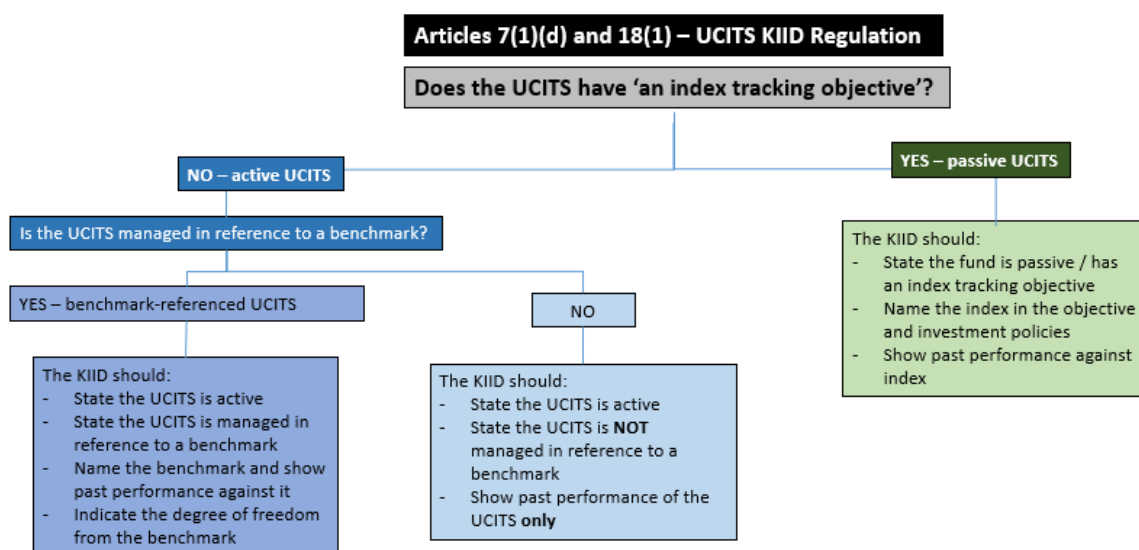 Articles 7(1)(d) and 18(1) – UCITS KIID Regulation
Does the UCITS have ‘an index tracking objective’?
NO – active UCITS
YES – passive UCITS
Is the UCITS managed in reference to a benchmark?
YES – benchmark-referenced UCITS
NO
The KIID should:
- State the UCITS is active
- State the UCITS is managed in
reference to a benchmark
- Name the benchmark and show
past performance against it
- Indicate the degree of freedom
from the benchmark
The KIID should:
- State the UCITS is active
- State the UCITS is NOT
managed in reference to a
benchmark
- Show past performance of the
UCITS only
The KIID should:
- State the fund is passive / has
an index tracking objective
- Name the index in the objective
and investment policies
- Show past performance against
index